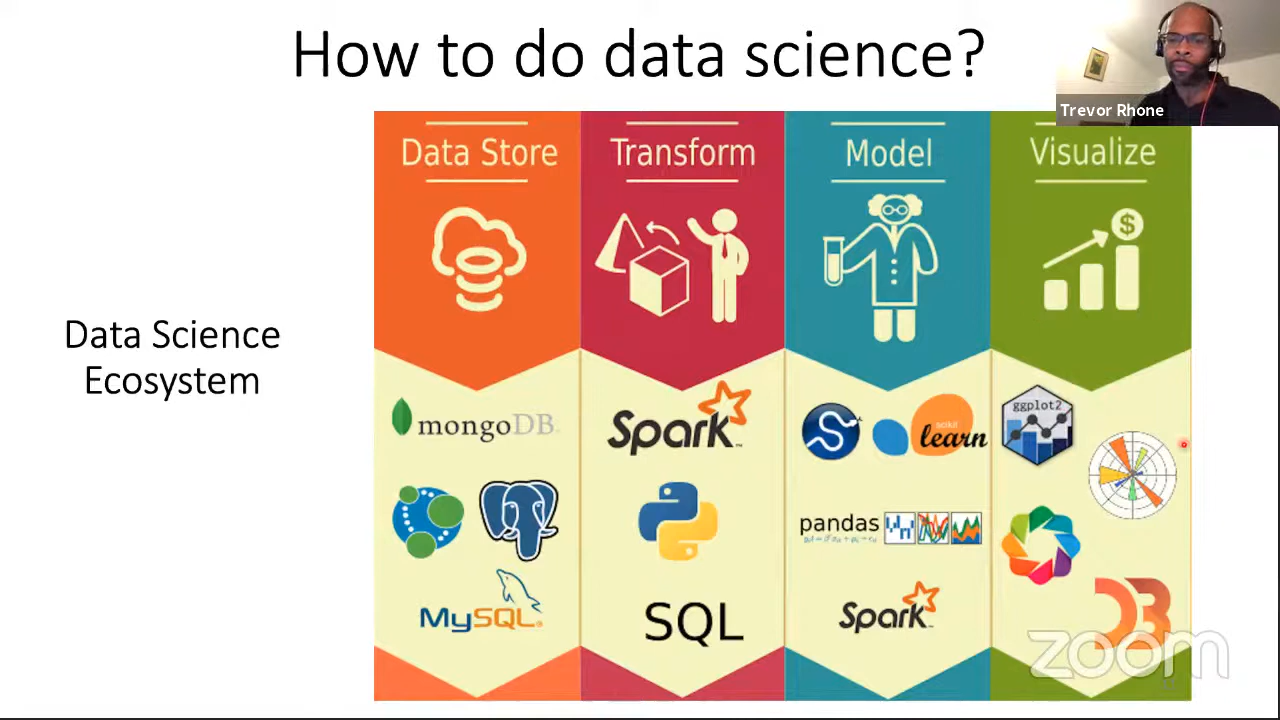 How to do data science?
Trevor Rhone
Data Store
Transform
Model
Visualize
Data Science
Ecosystem
mongoDB
Spark
scikit
learn
ggplot2
pandas
MySQL
SQL
Spark
zoom